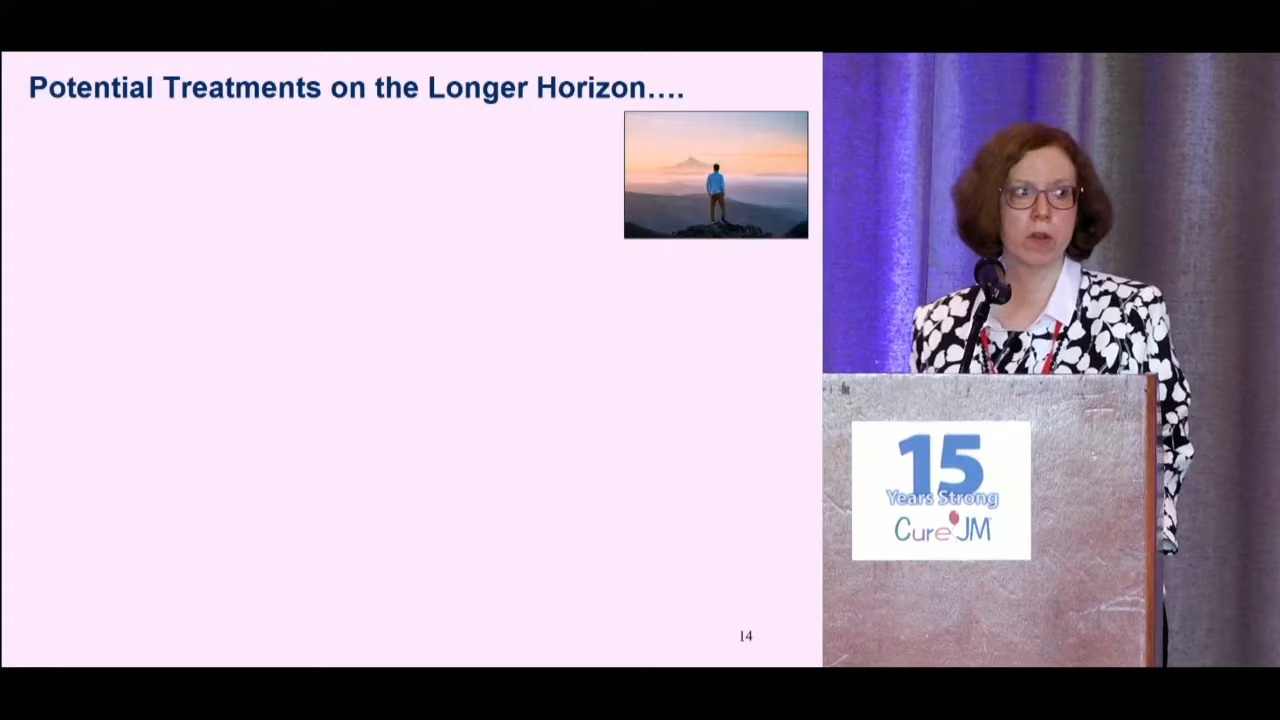 Potential Treatments on the Longer Horizon....
14
15
Years Strong
Cure JM